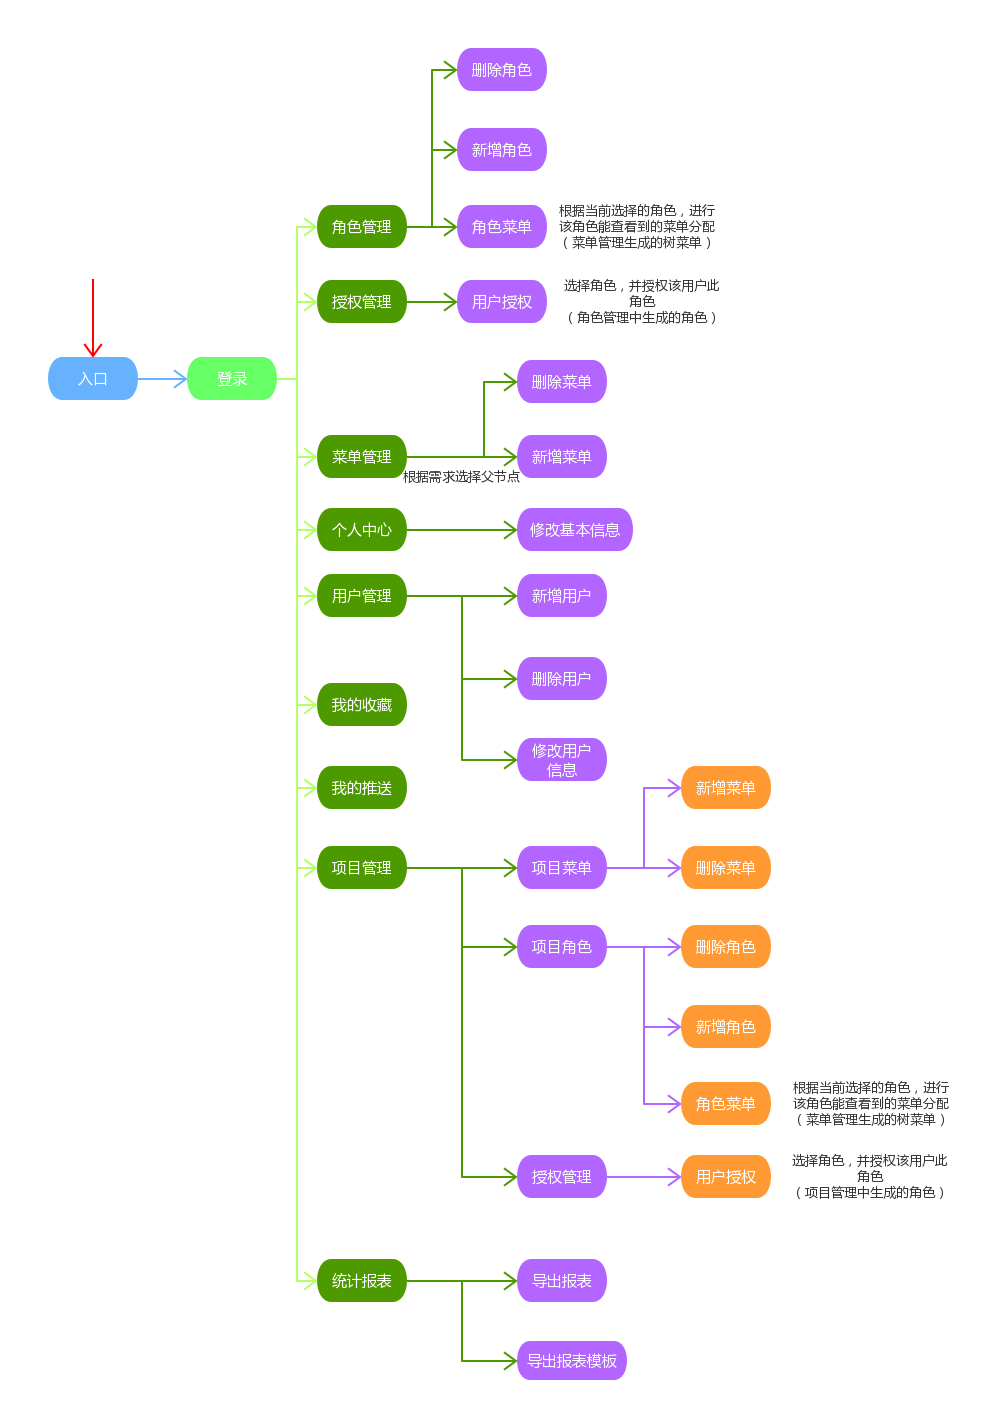 删除角色
新增角色
角色管理
角色菜单
根据当前选择的角色，进行
该角色能查看到的菜单分配
（菜单管理生成的树菜单）
授权管理
用户授权
选择角色，并授权该用户此
角色
（角色管理中生成的角色）
入口
登录
删除菜单
菜单管理
新增菜单
根据需求选择父节点
个人中心
修改基本信息
用户管理
新增用户
删除用户
我的收藏
修改用户
信息
我的推送
新增菜单
项目管理
项目菜单
删除菜单
项目角色
删除角色
新增角色
角色菜单
根据当前选择的角色，进行
该角色能查看到的菜单分配
（菜单管理生成的树菜单）
授权管理
用户授权
选择角色，并授权该用户此
角色
（项目管理中生成的角色）
统计报表
导出报表
导出报表模板